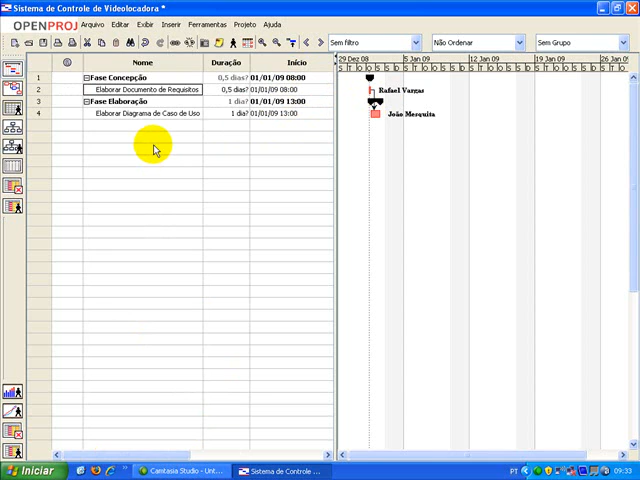 Sistema de Controle de Vídeolocadora *
OPENPROJ Arquivo Editar Exibir Inserir Ferramentas Projeto Ajuda
Sem filtro Não Ordenar Sem Grupo
Nome Duração Início
29 Dez 08 5 Jan 09 12 Jan 09 19 Jan 09 26 Jan 09
1 Fase Concepção 0,5 dias? 01/01/09 08:00
2 Elaborar Documento de Requisitos 0,5 dias? 01/01/09 08:00 Rafael Vargas
3 Fase Elaboração 1 dia? 01/01/09 13:00
4 Elaborar Diagrama de Caso de Uso 1 dia? 01/01/09 13:00 João Mesquita
Iniciar Camtasia Studio - Unt... Sistema de Controle ... PT 09:33